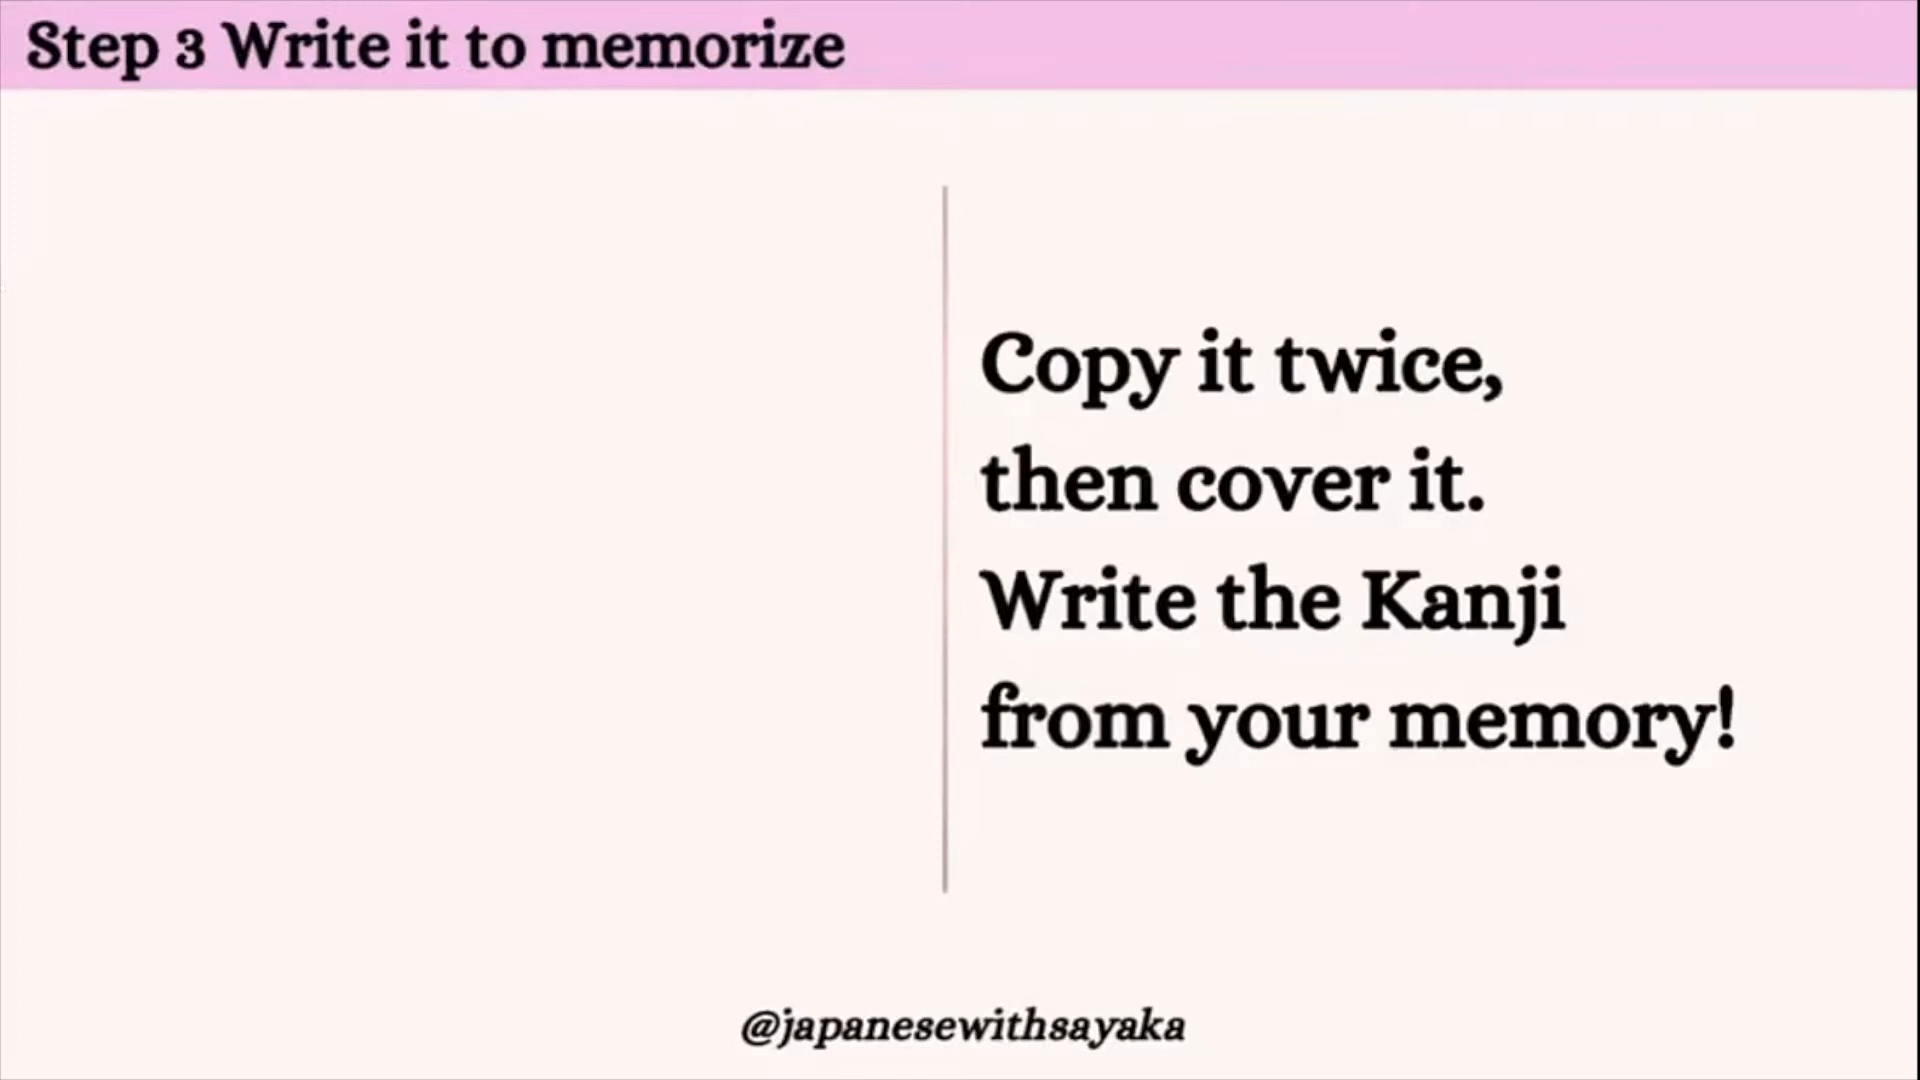 Step 3 Write it to memorize
Copy it twice,
then cover it.
Write the Kanji
from your memory!
@japanesewithsayaka